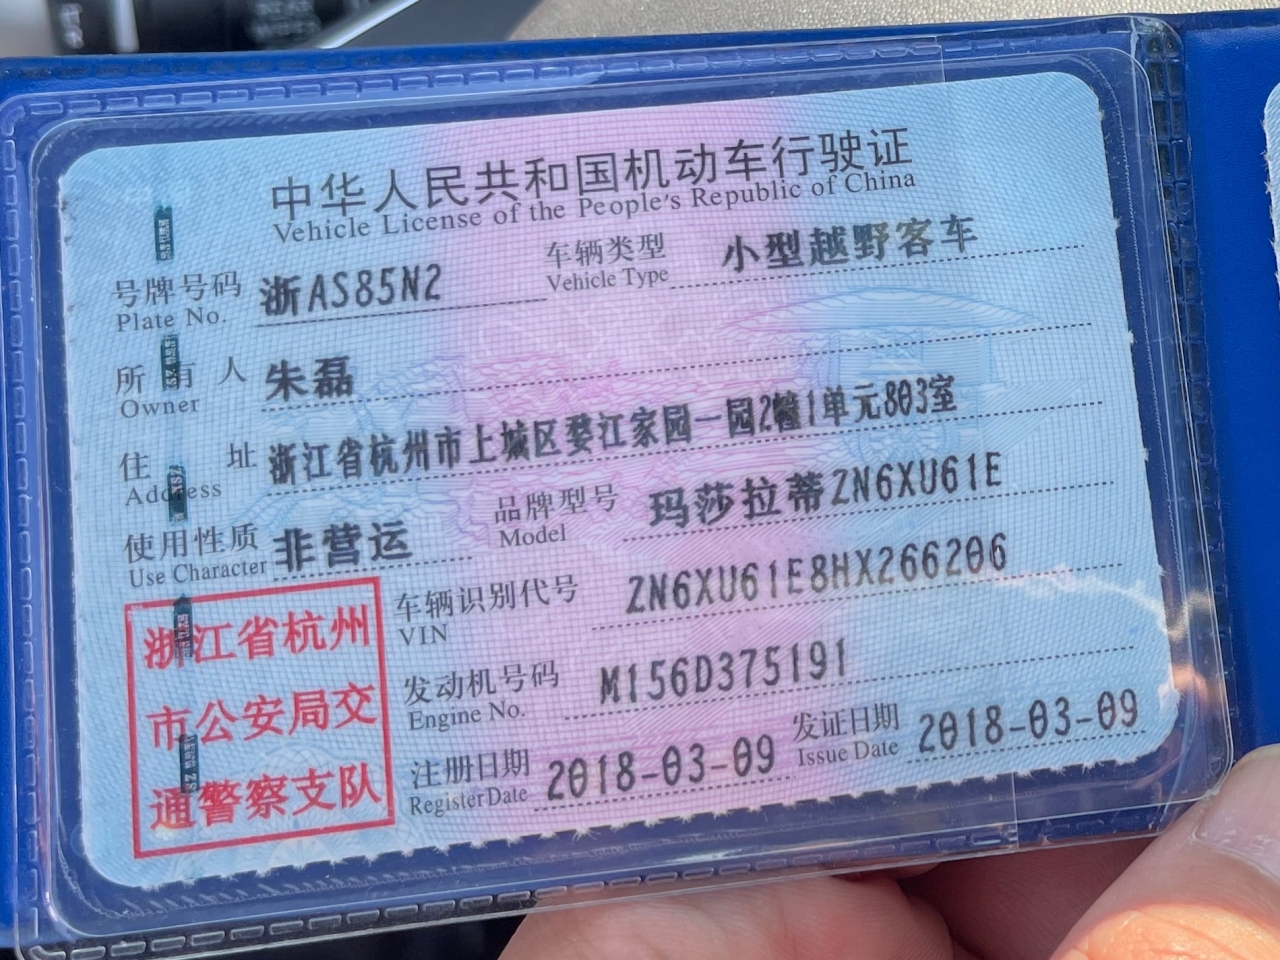 中华人民共和国机动车行驶证
Vehicle License of the People's Republic of China
号牌号码 浙AS85N2 车辆类型 小型越野客车
Plate No. Vehicle Type
所有人 朱磊
Owner
住址 浙江省杭州市上城区婺江家园一园2幢1单元803室
Address
使用性质 非营运 品牌型号 玛莎拉蒂ZN6XU61E
Use Character Model
车辆识别代号 ZN6XU61E8HX266206
VIN
发动机号码 M156D375191
Engine No.
注册日期 2018-03-09 发证日期 2018-03-09
Register Date Issue Date
浙江省杭州
市公安局交
通警察支队